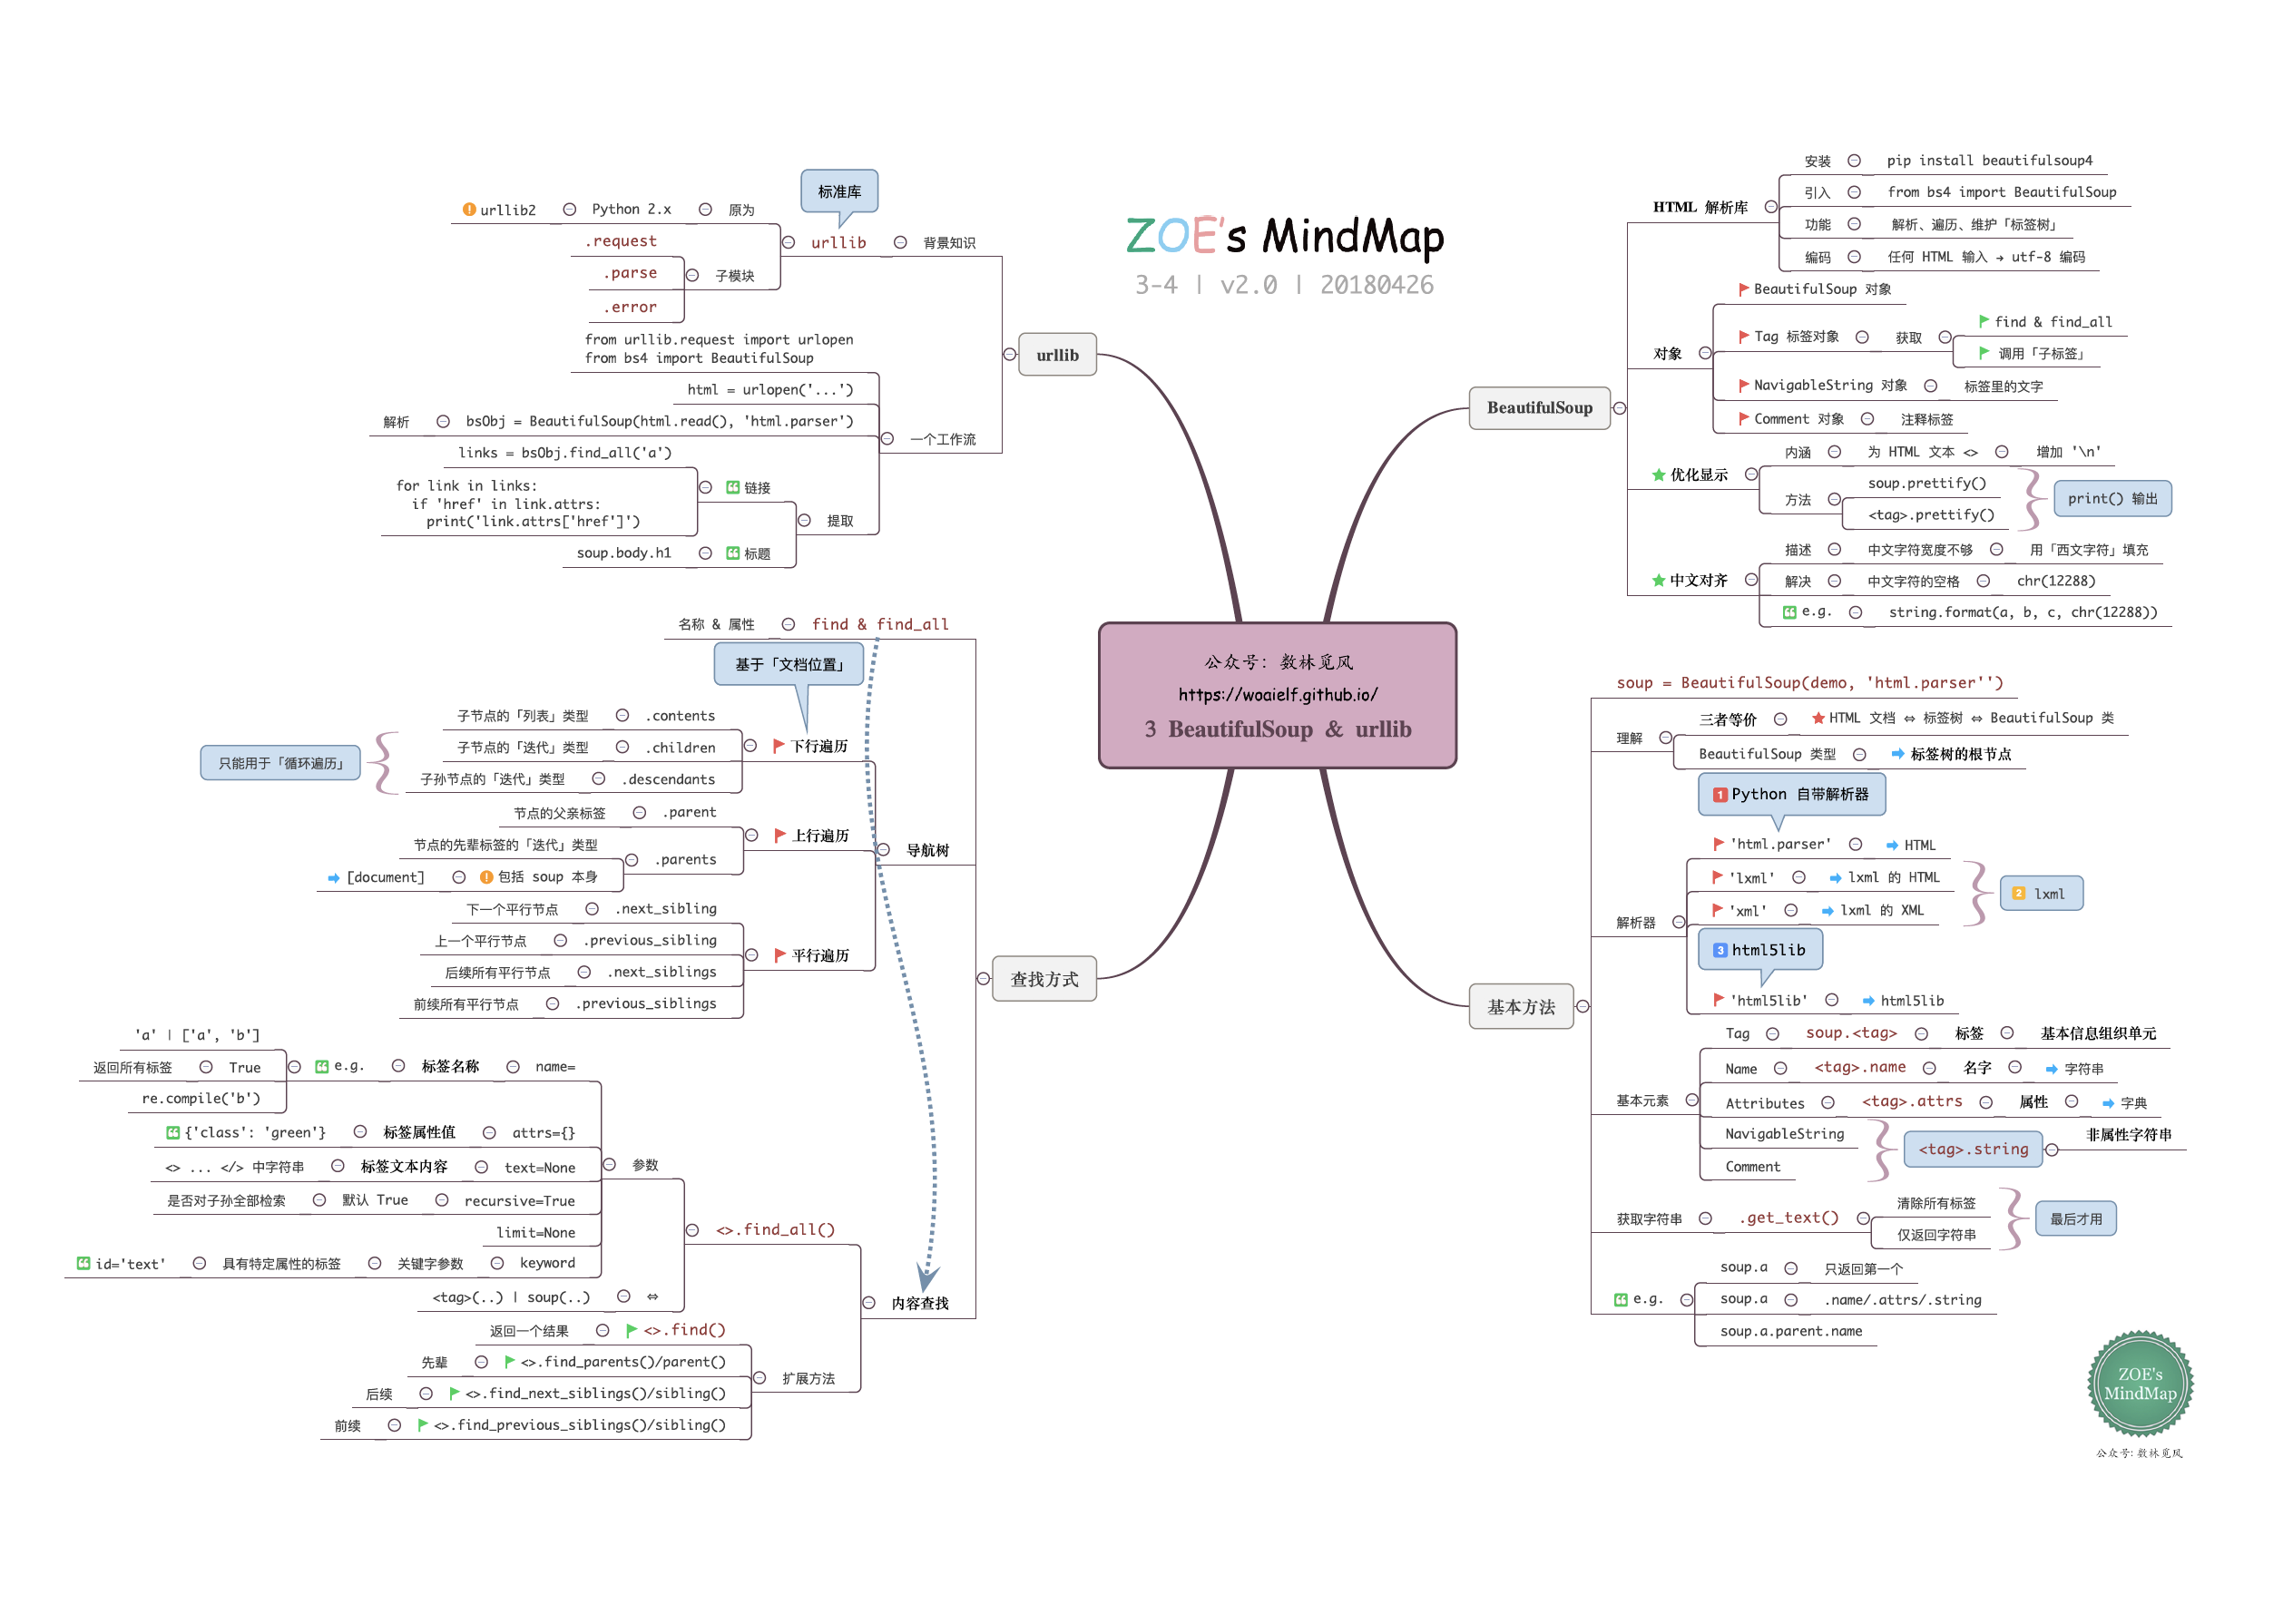 ZOE's MindMap
3-4 | v2.0 | 20180426
公众号: 数林觅风
https://woaielf.github.io/
3 BeautifulSoup & urllib
urllib
背景知识
urllib
标准库
原为
Python 2.x
urllib2
子模块
.request
.parse
.error
一个工作流
from urllib.request import urlopen
from bs4 import BeautifulSoup
html = urlopen('...')
bsObj = BeautifulSoup(html.read(), 'html.parser')
解析
提取
链接
links = bsObj.find_all('a')
for link in links:
if 'href' in link.attrs:
print('link.attrs['href']')
标题
soup.body.h1
BeautifulSoup
HTML 解析库
安装
pip install beautifulsoup4
引入
from bs4 import BeautifulSoup
功能
解析、遍历、维护「标签树」
编码
任何 HTML 输入 → utf-8 编码
对象
BeautifulSoup 对象
Tag 标签对象
获取
find & find_all
调用「子标签」
NavigableString 对象
标签里的文字
Comment 对象
注释标签
优化显示
内涵
为 HTML 文本 <>
增加 '\n'
方法
soup.prettify()
<tag>.prettify()
print() 输出
中文对齐
描述
中文字符宽度不够
用「西文字符」填充
解决
中文字符的空格
chr(12288)
e.g.
string.format(a, b, c, chr(12288))
查找方式
find & find_all
名称 & 属性
导航树
下行遍历
基于「文档位置」
.contents
子节点的「列表」类型
.children
子节点的「迭代」类型
.descendants
子孙节点的「迭代」类型
只能用于「循环遍历」
上行遍历
.parent
节点的父亲标签
.parents
节点的先辈标签的「迭代」类型
包括 soup 本身
[document]
平行遍历
.next_sibling
下一个平行节点
.previous_sibling
上一个平行节点
.next_siblings
后续所有平行节点
.previous_siblings
前续所有平行节点
内容查找
<>.find_all()
参数
name=
标签名称
e.g.
'a' | ['a', 'b']
True
返回所有标签
re.compile('b')
attrs={}
标签属性值
{'class': 'green'}
text=None
标签文本内容
<> ... </> 中字符串
recursive=True
默认 True
是否对子孙全部检索
limit=None
keyword
关键字参数
具有特定属性的标签
id='text'
⇔
<tag>(..) | soup(..)
扩展方法
<>.find()
返回一个结果
<>.find_parents()/parent()
先辈
<>.find_next_siblings()/sibling()
后续
<>.find_previous_siblings()/sibling()
前续
基本方法
soup = BeautifulSoup(demo, 'html.parser'')
理解
三者等价
HTML 文档 ⇔ 标签树 ⇔ BeautifulSoup 类
BeautifulSoup 类型
标签树的根节点
解析器
1 Python 自带解析器
'html.parser'
HTML
'lxml'
lxml 的 HTML
'xml'
lxml 的 XML
2 lxml
3 html5lib
'html5lib'
html5lib
基本元素
Tag
soup.<tag>
标签
基本信息组织单元
Name
<tag>.name
名字
字符串
Attributes
<tag>.attrs
属性
字典
NavigableString
Comment
<tag>.string
非属性字符串
获取字符串
.get_text()
清除所有标签
仅返回字符串
最后才用
e.g.
soup.a
只返回第一个
soup.a
.name/.attrs/.string
soup.a.parent.name
ZOE's
MindMap
公众号: 数林觅风